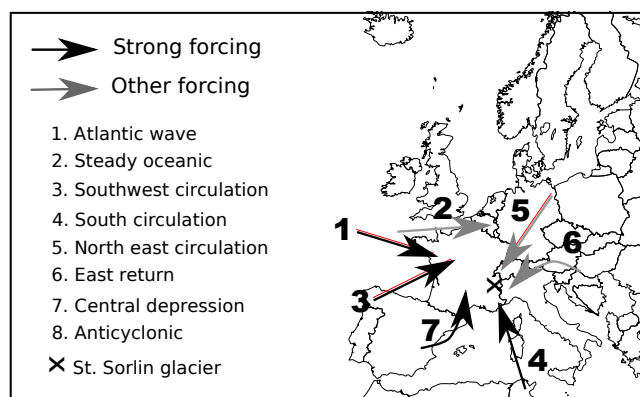 Strong forcing
Other forcing
1. Atlantic wave
2. Steady oceanic
3. Southwest circulation
4. South circulation
5. North east circulation
6. East return
7. Central depression
8. Anticyclonic
St. Sorlin glacier
2
5
1
6
3
7
4